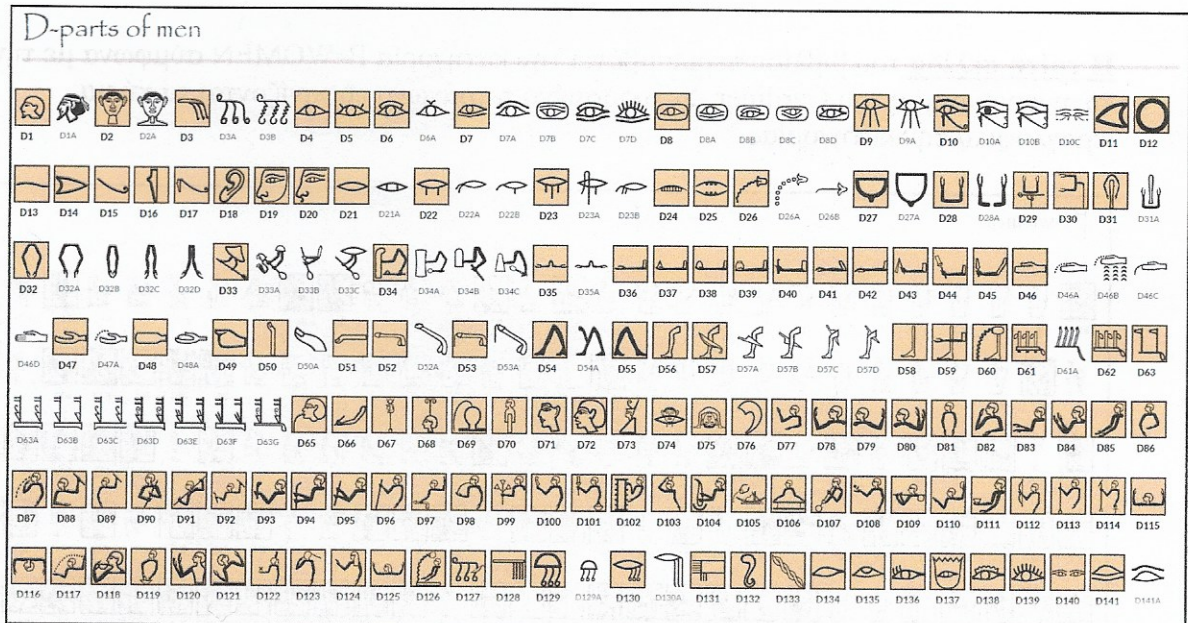 D-parts of men
D1 D1A D2 D2A D3 D3A D3B D4 D5 D6 D6A D7 D7A D7B D7C D7D D8 D8A D8B D8C D8D D9 D9A D10 D10A D10B D10C D11 D12
D13 D14 D15 D16 D17 D18 D19 D20 D21 D21A D22 D22A D22B D23 D23A D23B D24 D25 D26 D26A D26B D27 D27A D28 D28A D29 D30 D31 D31A
D32 D32A D32B D32C D32D D33 D33A D33B D33C D34 D34A D34B D34C D35 D35A D36 D37 D38 D39 D40 D41 D42 D43 D44 D45 D46 D46A D46B D46C
D46D D47 D47A D48 D48A D49 D50 D50A D51 D52 D52A D53 D53A D54 D54A D55 D56 D57 D57A D57B D57C D57D D58 D59 D60 D61 D61A D62 D63
D63A D63B D63C D63D D63E D63F D63G D65 D66 D67 D68 D69 D70 D71 D72 D73 D74 D75 D76 D77 D78 D79 D80 D81 D82 D83 D84 D85 D86
D87 D88 D89 D90 D91 D92 D93 D94 D95 D96 D97 D98 D99 D100 D101 D102 D103 D104 D105 D106 D107 D108 D109 D110 D111 D112 D113 D114 D115
D116 D117 D118 D119 D120 D121 D122 D123 D124 D125 D126 D127 D128 D129 D129A D130 D130A D131 D132 D133 D134 D135 D136 D137 D138 D139 D140 D141 D141A